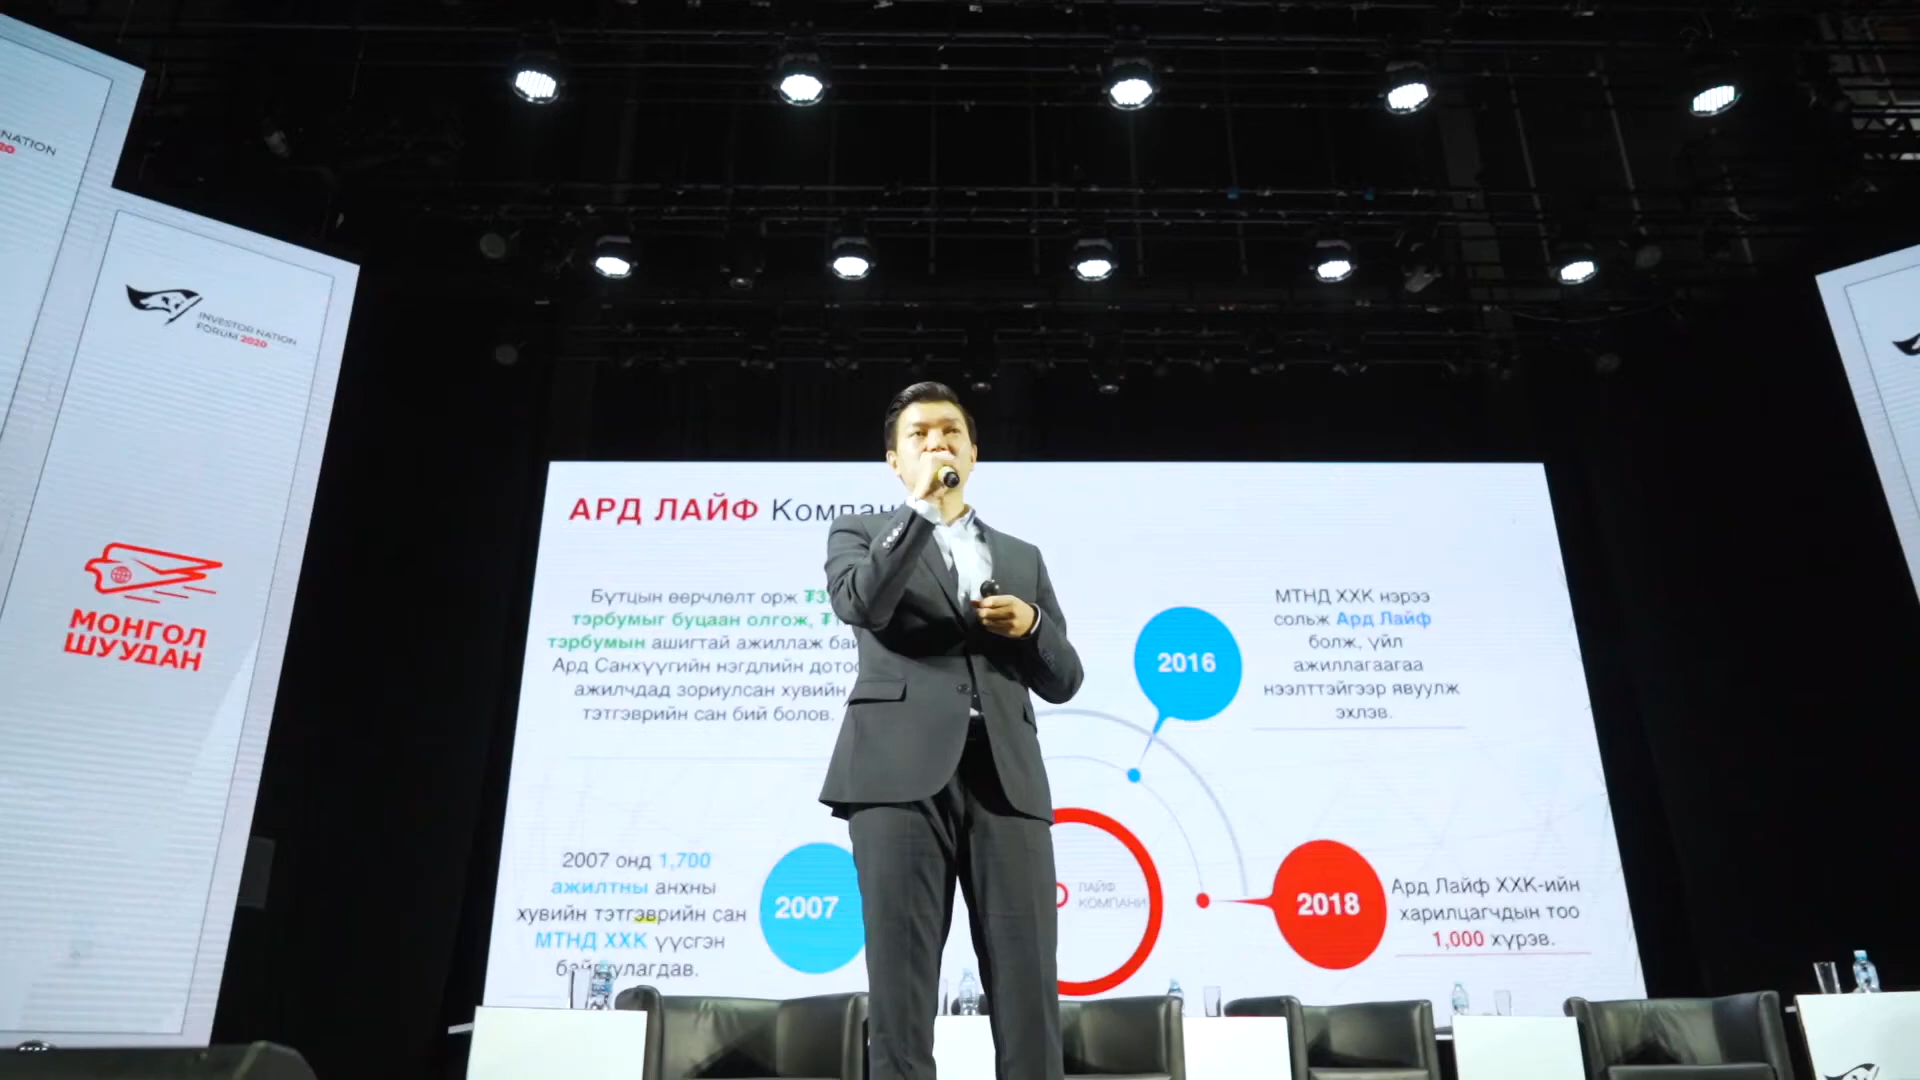 NATION
INVESTOR NATION
FORUM 2020
МОНГОЛ
ШУУДАН
АРД ЛАЙФ
Бүтцын өөрчлөлт орж
тэрбумыг буцаан олгож,
тэрбумын ашигтай ажиллаж
Ард Санхүүгийн нэгдлийн
ажилчдад зориулсан хувийн
тэтгэврийн сан бий болов.
2016
МТНД ХХК нэрээ
сольж Ард Лайф
болж, үйл
ажиллагаагаа
нээлттэйгээр явуулж
эхлэв.
2007 онд 1,700
ажилтны анхны
хувийн тэтгэврийн сан
МТНД ХХК үүсгэн
2007
ЛАЙФ
КОМПАНИ
2018
Ард Лайф ХХК-ийн
харилцагчдын тоо
1,000 хүрэв.